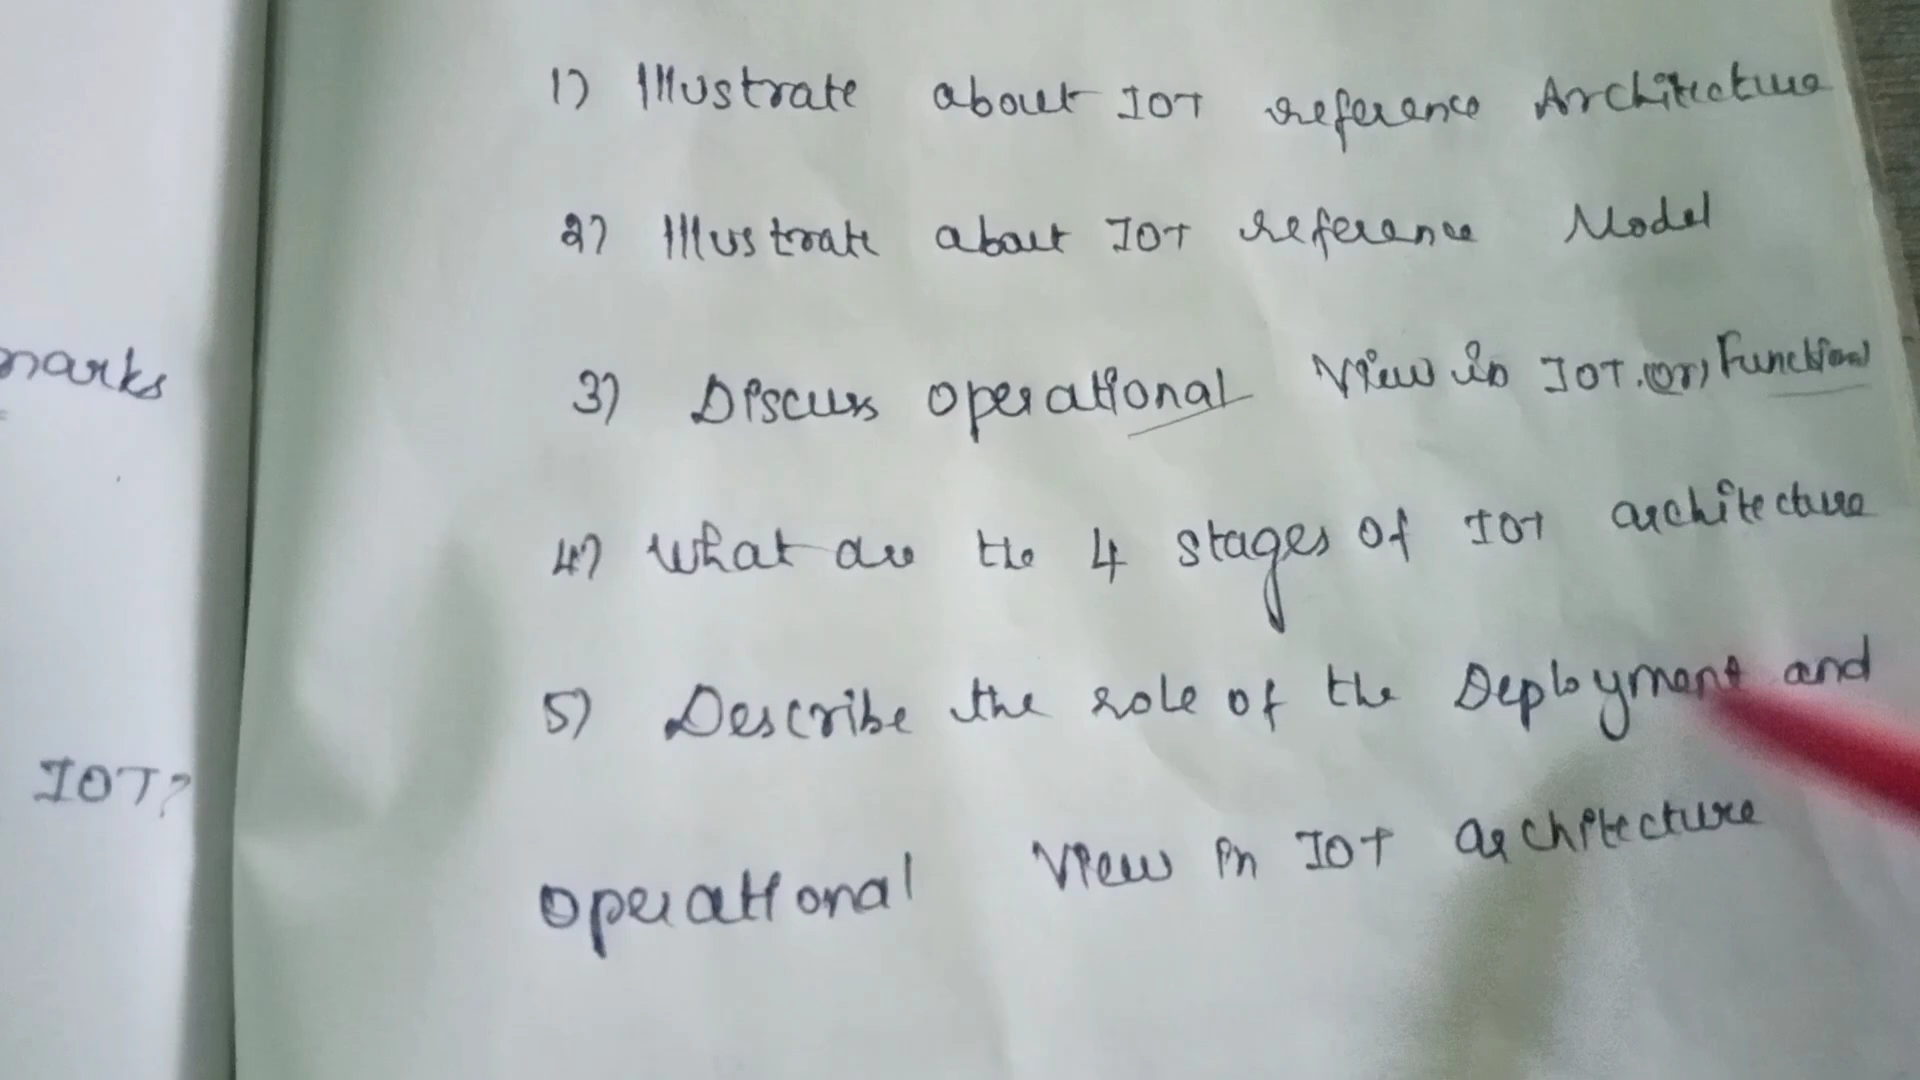 1) Illustrate about IOT reference Architecture
2) Illustrate about IOT reference Model
3) Discuss operational View in IOT. (or) Functional
marks
4) What are the 4 stages of IOT architecture
5) Describe the role of the Deployment and
IOT?
operational View in IOT architecture